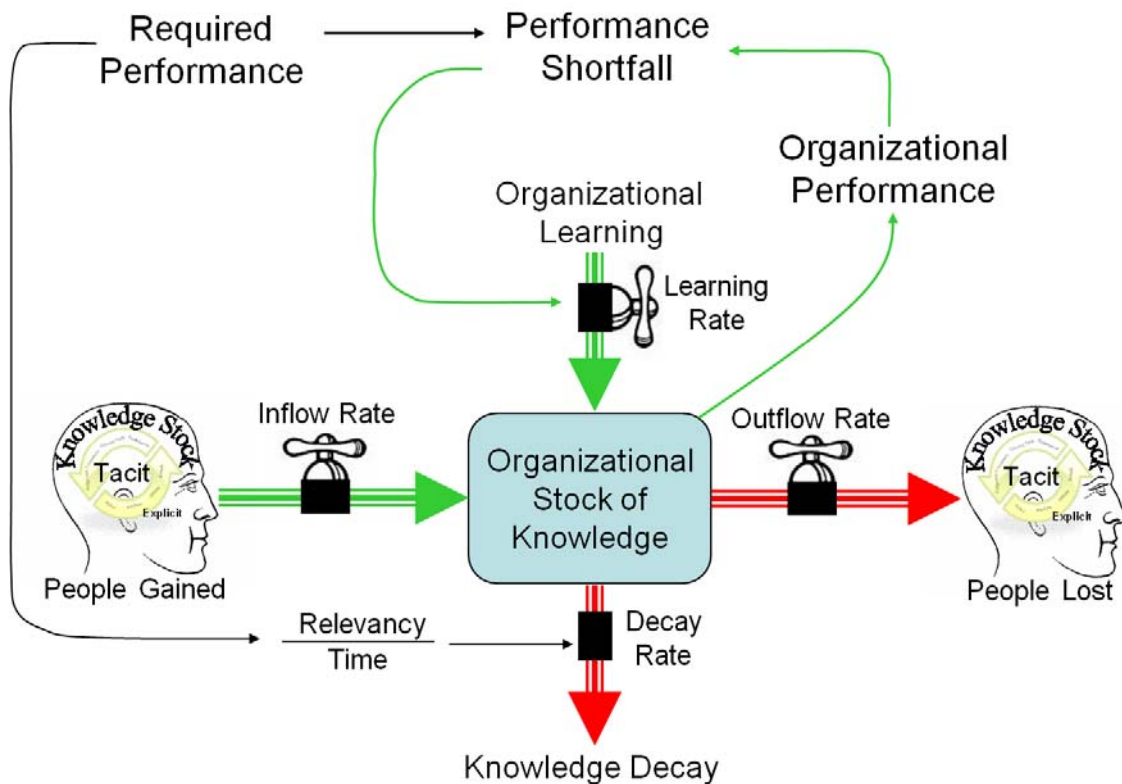 Required
Performance
Performance
Shortfall
Organizational
Performance
Organizational
Learning
Learning
Rate
Knowledge Stock
Tacit
Explicit
People Gained
Inflow Rate
Organizational
Stock of
Knowledge
Outflow Rate
Knowledge Stock
Tacit
Explicit
People Lost
Relevancy
Time
Decay
Rate
Knowledge Decay